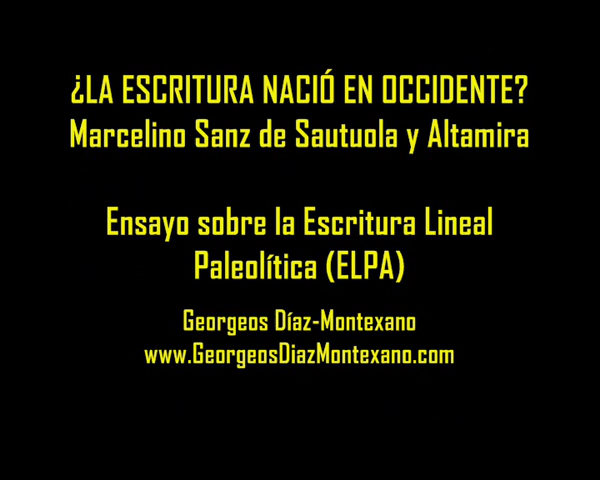 ¿LA ESCRITURA NACIÓ EN OCCIDENTE?
Marcelino Sanz de Sautuola y Altamira
Ensayo sobre la Escritura Lineal
Paleolítica (ELPA)
Georgeos Díaz-Montexano
www.GeorgeosDiazMontexano.com